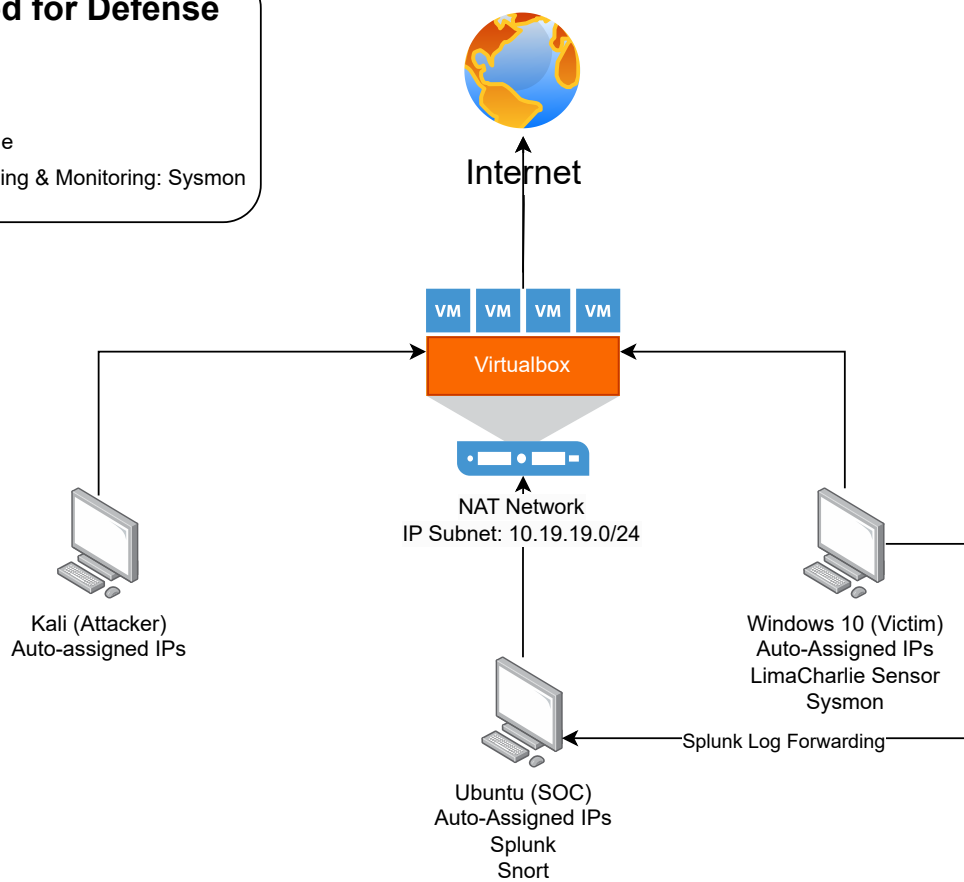 d for Defense
e
ing & Monitoring: Sysmon
Internet
VM VM VM VM
Virtualbox
NAT Network
IP Subnet: 10.19.19.0/24
Kali (Attacker)
Auto-assigned IPs
Windows 10 (Victim)
Auto-Assigned IPs
LimaCharlie Sensor
Sysmon
Splunk Log Forwarding
Ubuntu (SOC)
Auto-Assigned IPs
Splunk
Snort